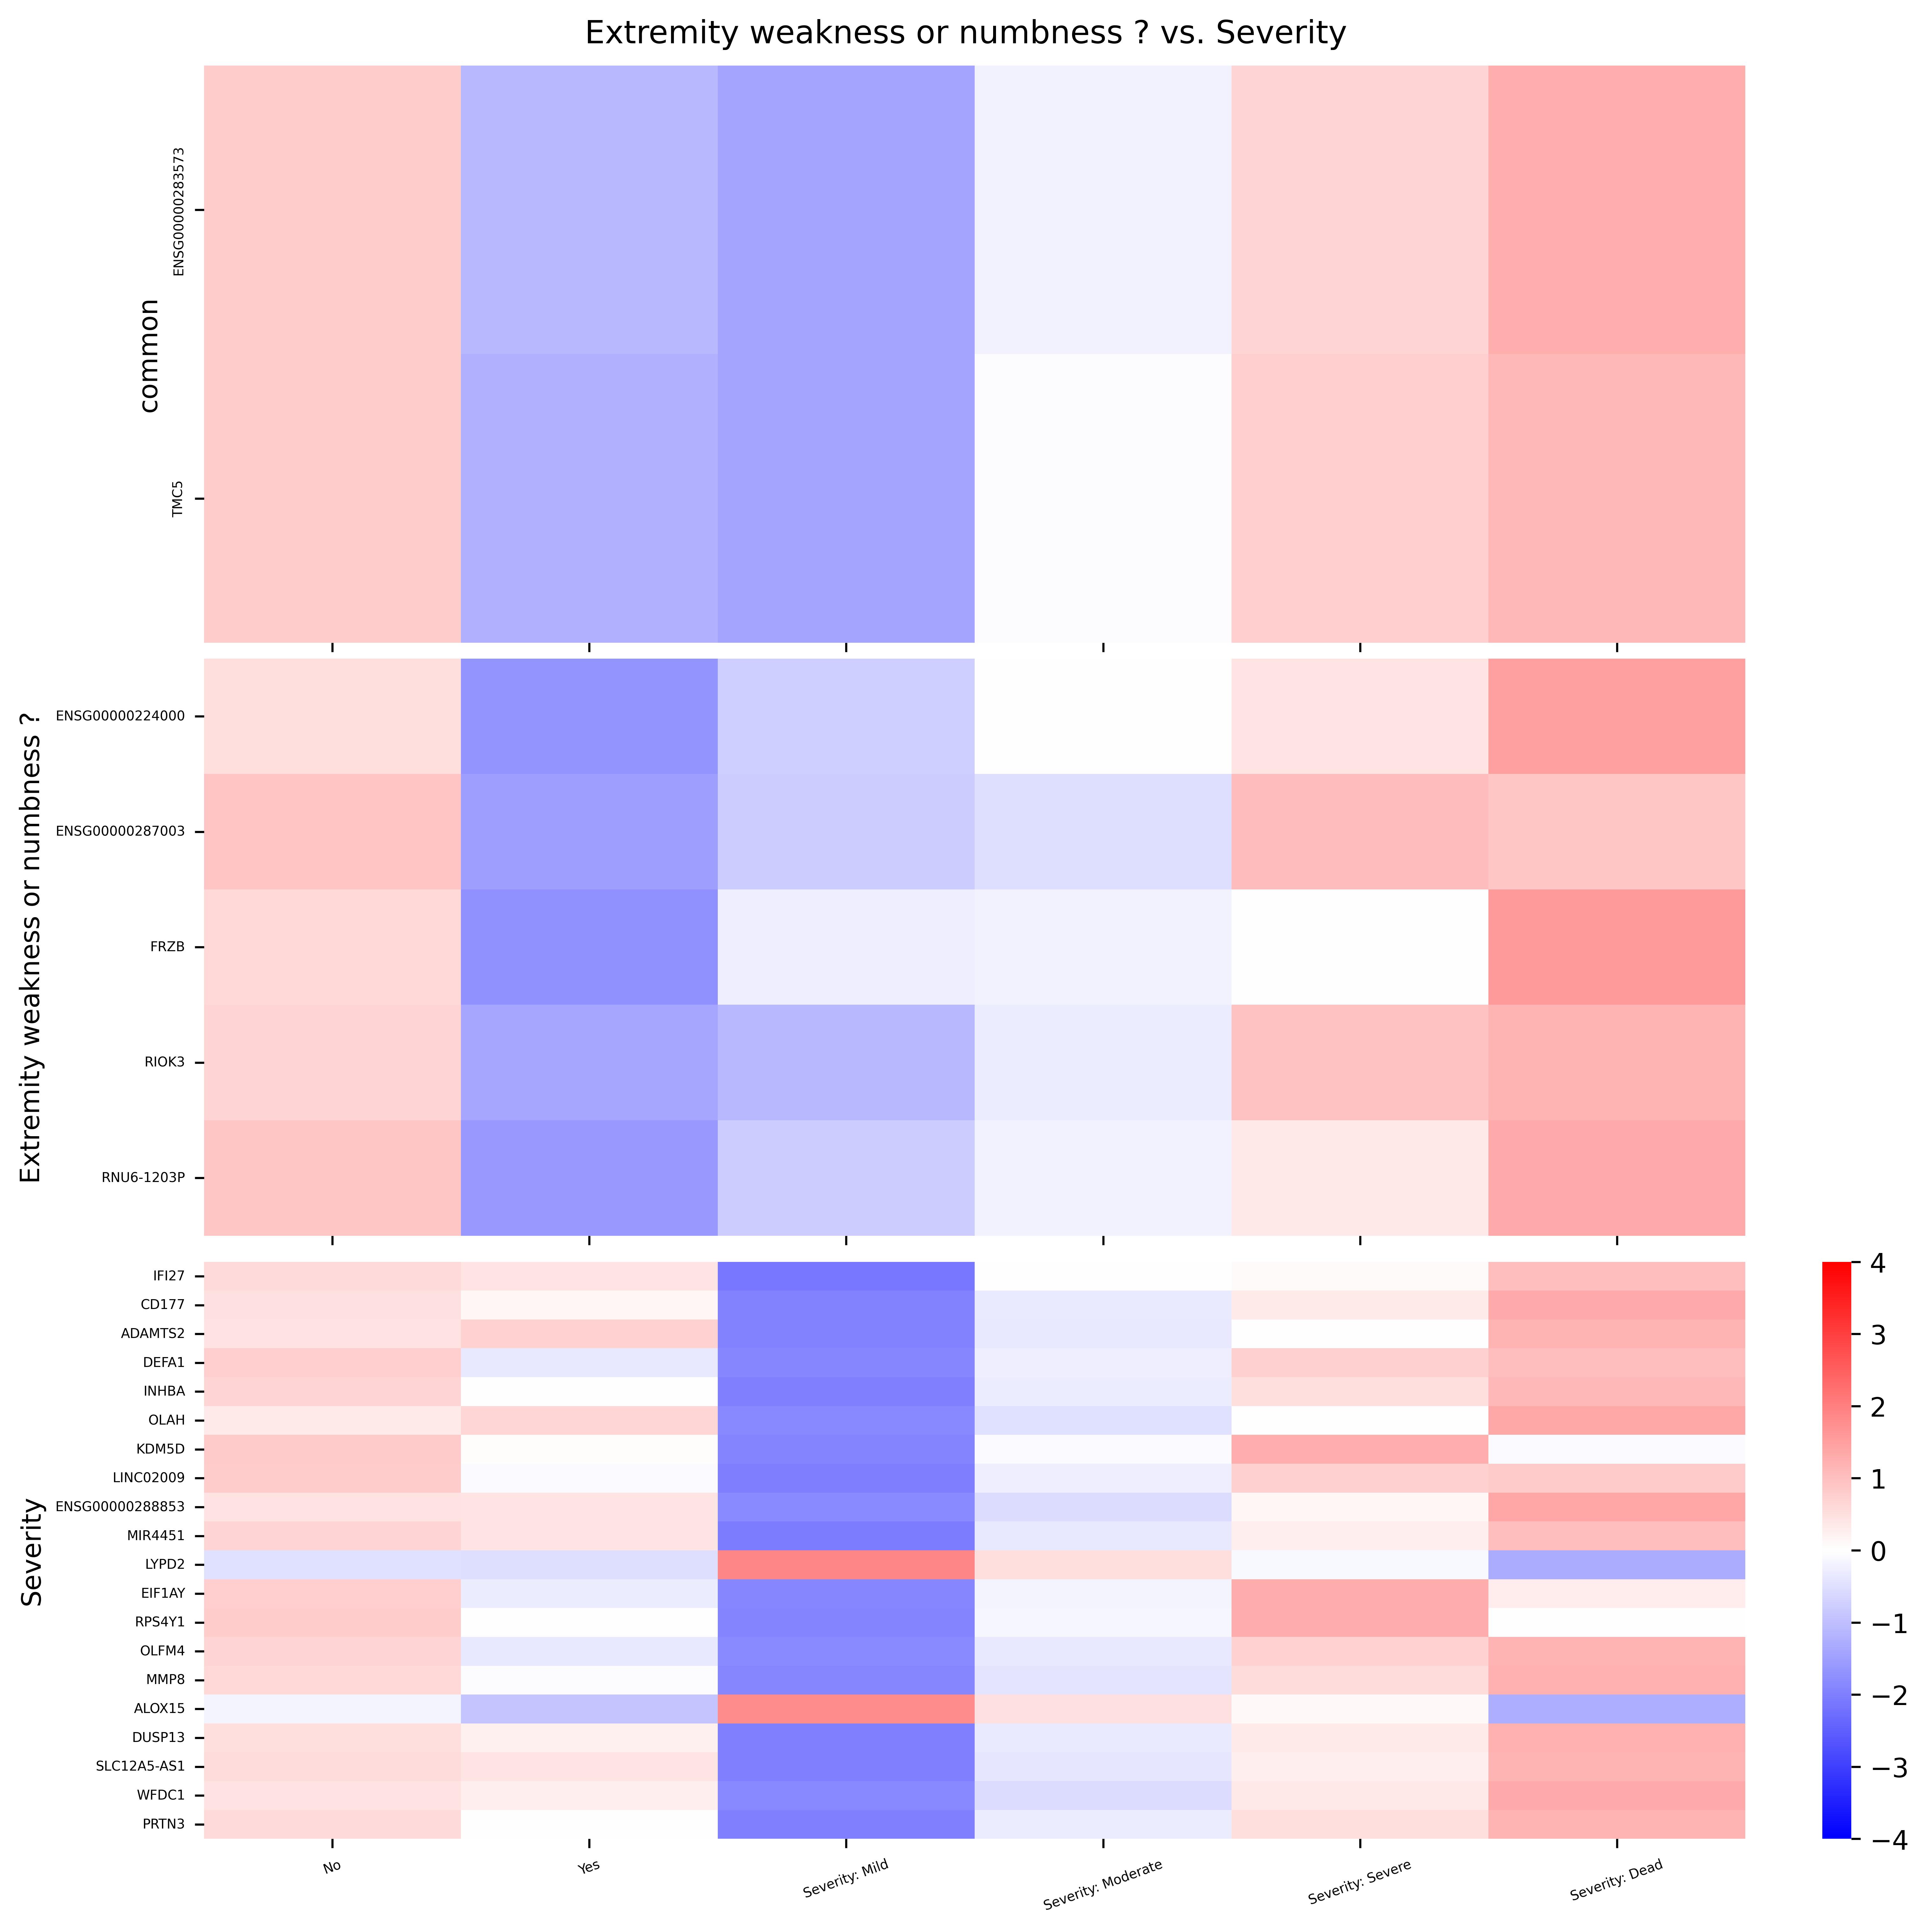 Extremity weakness or numbness ? vs. Severity
common
ENSG00000283573
TMC5
Extremity weakness or numbness ?
ENSG00000224000
ENSG00000287003
FRZB
RIOK3
RNU6-1203P
Severity
IFI27
CD177
ADAMTS2
DEFA1
INHBA
OLAH
KDM5D
LINC02009
ENSG00000288853
MIR4451
LYPD2
EIF1AY
RPS4Y1
OLFM4
MMP8
ALOX15
DUSP13
SLC12A5-AS1
WFDC1
PRTN3
No
Yes
Severity: Mild
Severity: Moderate
Severity: Severe
Severity: Dead
4
3
2
1
0
−1
−2
−3
−4